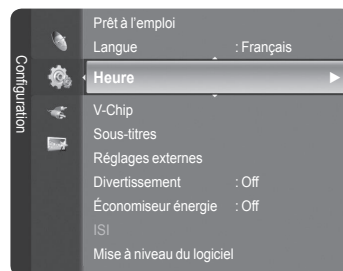 Configuration
Prêt à l'emploi
Langue : Français
Heure
V-Chip
Sous-titres
Réglages externes
Divertissement : Off
Économiseur énergie : Off
ISI
Mise à niveau du logiciel